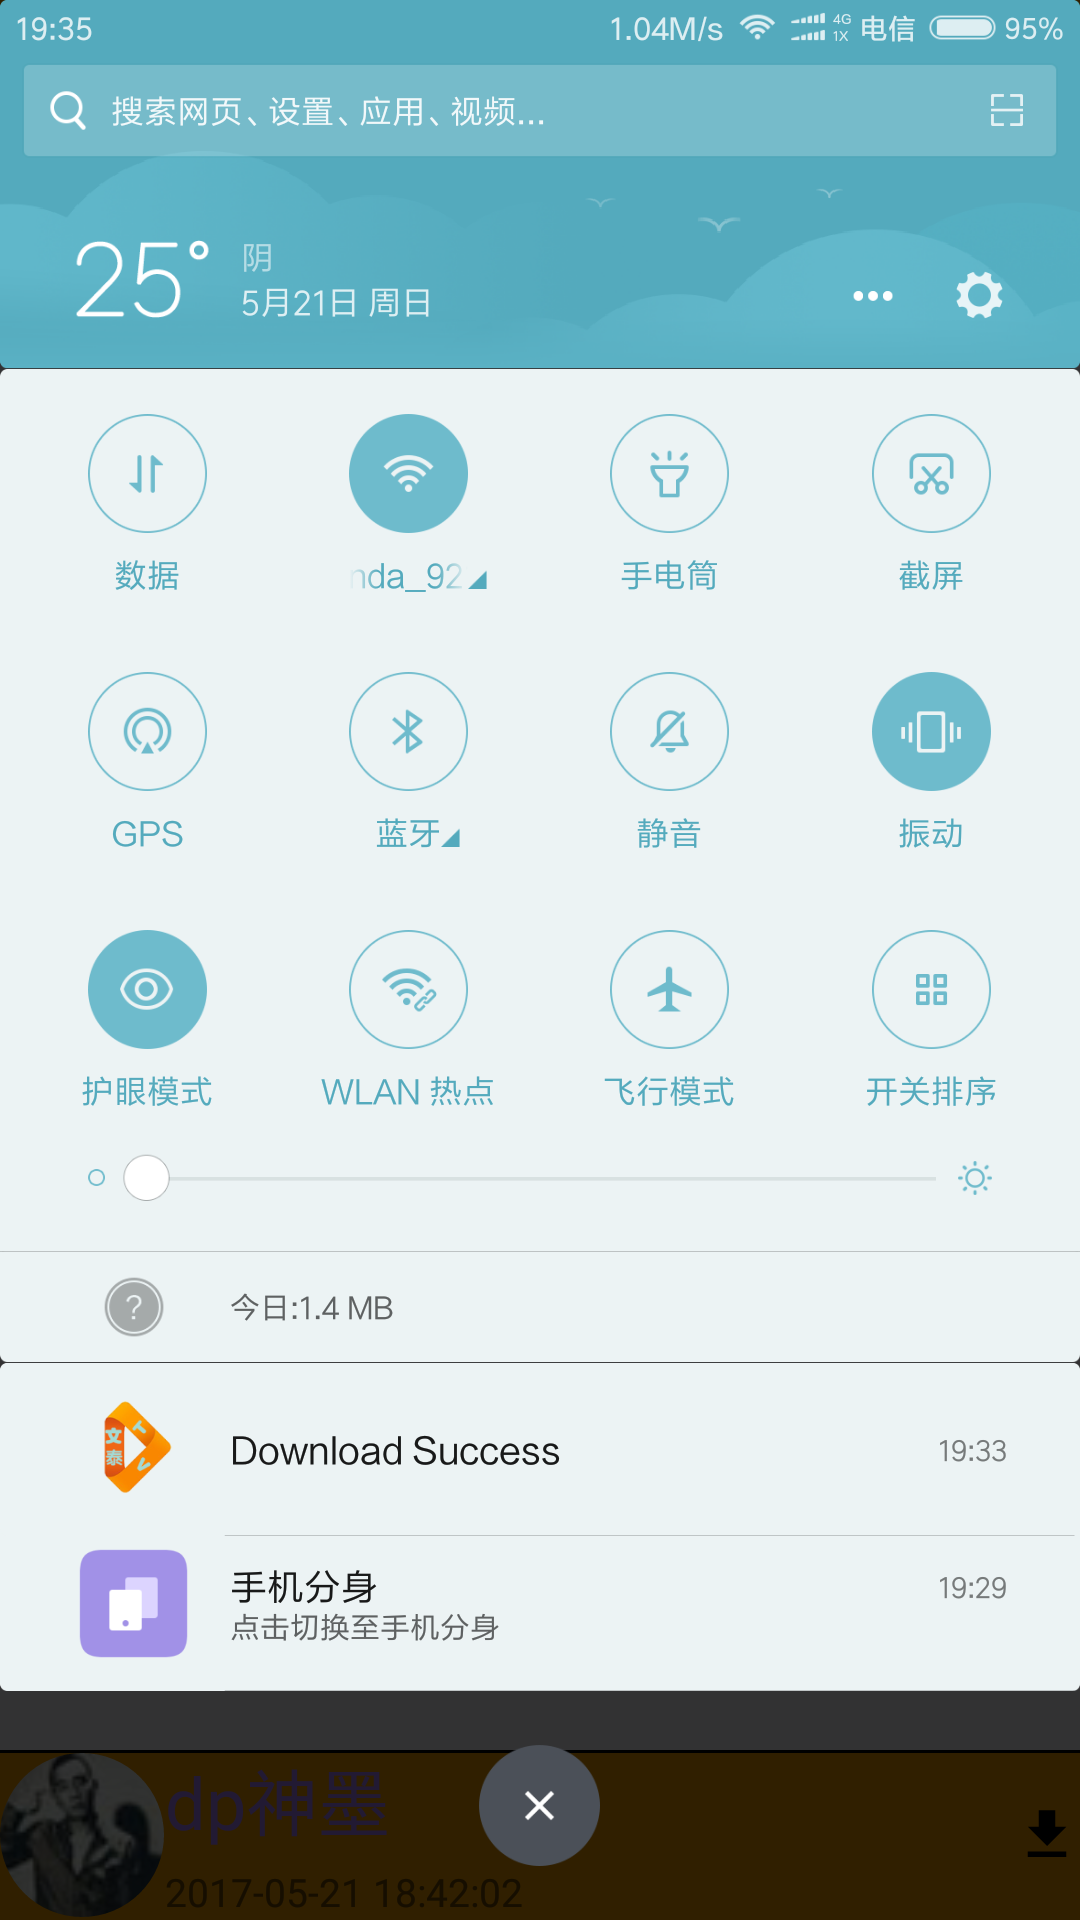 19:35 1.04M/s 4G 1X 电信 95%
搜索网页、设置、应用、视频...
25° 阴
5月21日 周日
数据 nda_92 手电筒 截屏
GPS 蓝牙 静音 振动
护眼模式 WLAN 热点 飞行模式 开关排序
? 今日:1.4 MB
文泰 TV
Download Success 19:33
手机分身 19:29
点击切换至手机分身
dp神墨
2017-05-21 18:42:02